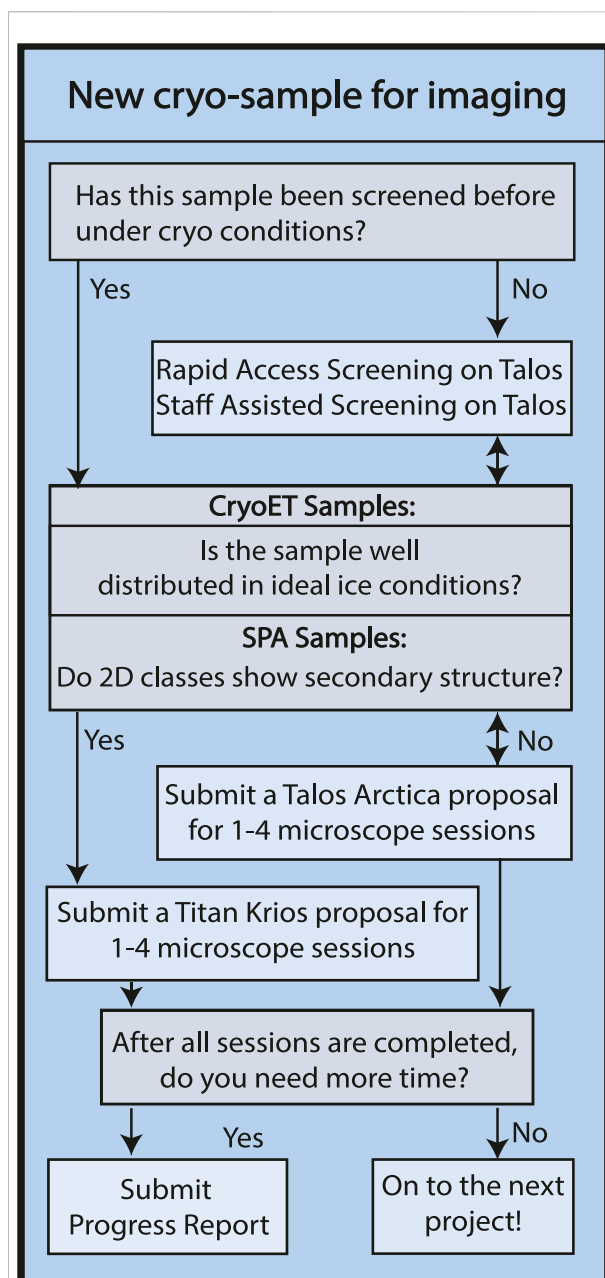 New cryo-sample for imaging
Has this sample been screened before
under cryo conditions?
Yes
No
Rapid Access Screening on Talos
Staff Assisted Screening on Talos
CryoET Samples:
Is the sample well
distributed in ideal ice conditions?
SPA Samples:
Do 2D classes show secondary structure?
Yes
No
Submit a Talos Arctica proposal
for 1-4 microscope sessions
Submit a Titan Krios proposal for
1-4 microscope sessions
After all sessions are completed,
do you need more time?
Yes
No
Submit
Progress Report
On to the next
project!